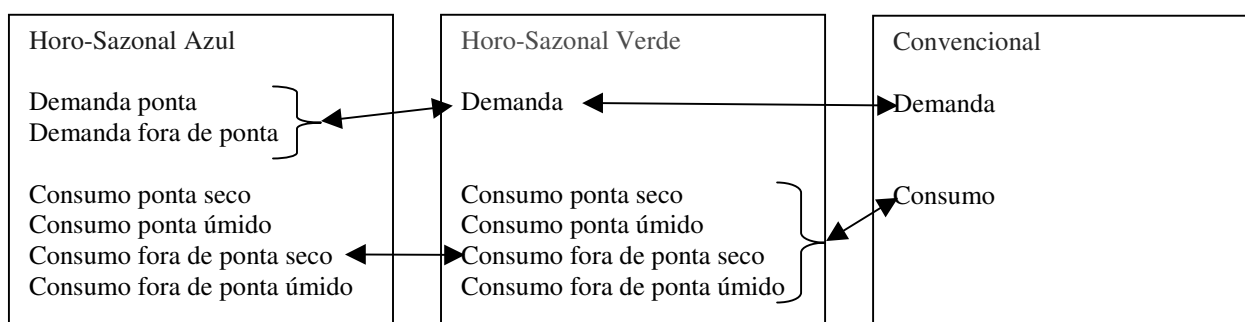 Horo-Sazonal Azul
Demanda ponta
Demanda fora de ponta
Consumo ponta seco
Consumo ponta úmido
Consumo fora de ponta seco
Consumo fora de ponta úmido
Horo-Sazonal Verde
Demanda
Consumo ponta seco
Consumo ponta úmido
Consumo fora de ponta seco
Consumo fora de ponta úmido
Convencional
Demanda
Consumo